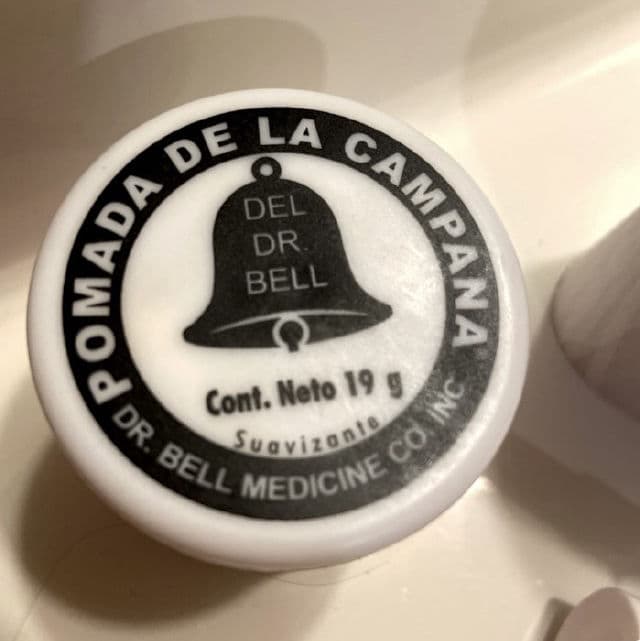 POMADA DE LA CAMPANA
DEL
DR.
BELL
Cont. Neto 19 g
Suavizante
DR. BELL MEDICINE CO. INC.